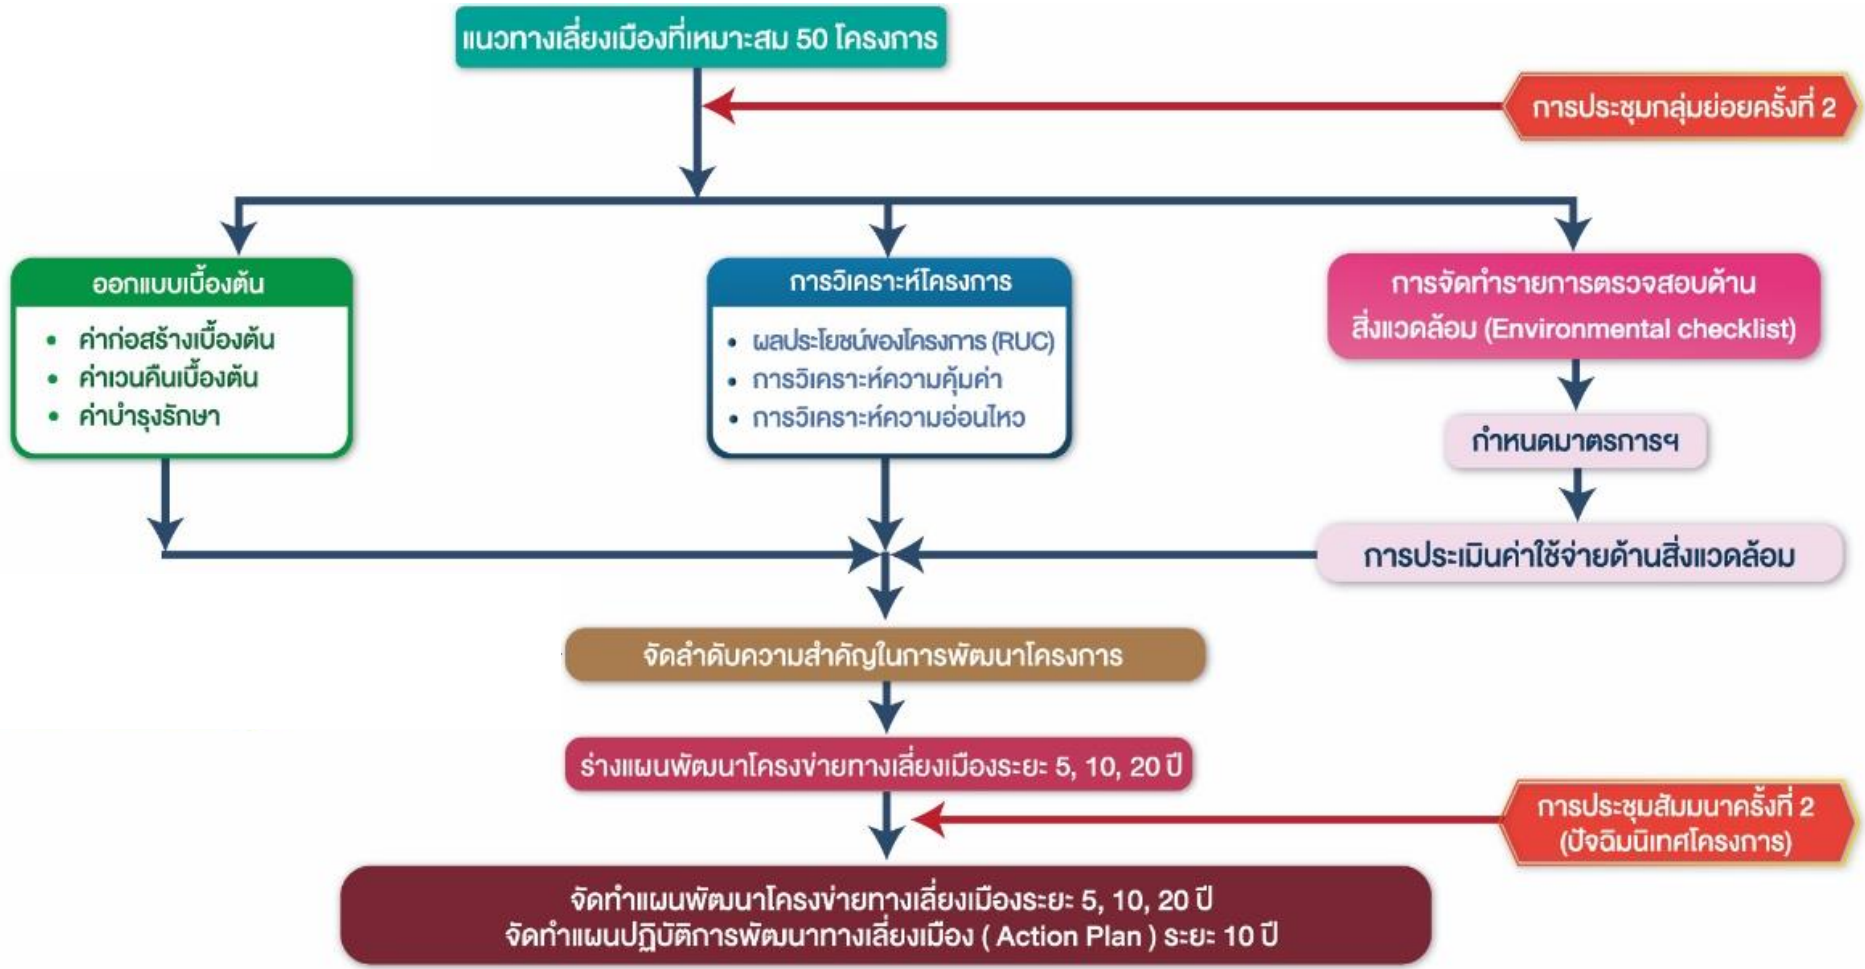 แนวทางเลี่ยงเมืองที่เหมาะสม 50 โครงการ
การประชุมกลุ่มย่อยครั้งที่ 2
ออกแบบเบื้องต้น
• ค่าก่อสร้างเบื้องต้น
• ค่าเวนคืนเบื้องต้น
• ค่าบำรุงรักษา
การวิเคราะห์โครงการ
• ผลประโยชน์ของโครงการ (RUC)
• การวิเคราะห์ความคุ้มค่า
• การวิเคราะห์ความอ่อนไหว
การจัดทำรายการตรวจสอบด้าน
สิ่งแวดล้อม (Environmental checklist)
กำหนดมาตรการฯ
การประเมินค่าใช้จ่ายด้านสิ่งแวดล้อม
จัดลำดับความสำคัญในการพัฒนาโครงการ
ร่างแผนพัฒนาโครงข่ายทางเลี่ยงเมืองระยะ 5, 10, 20 ปี
การประชุมสัมมนาครั้งที่ 2
(ปัจฉิมนิเทศโครงการ)
จัดทำแผนพัฒนาโครงข่ายทางเลี่ยงเมืองระยะ 5, 10, 20 ปี
จัดทำแผนปฏิบัติการพัฒนาทางเลี่ยงเมือง ( Action Plan ) ระยะ 10 ปี